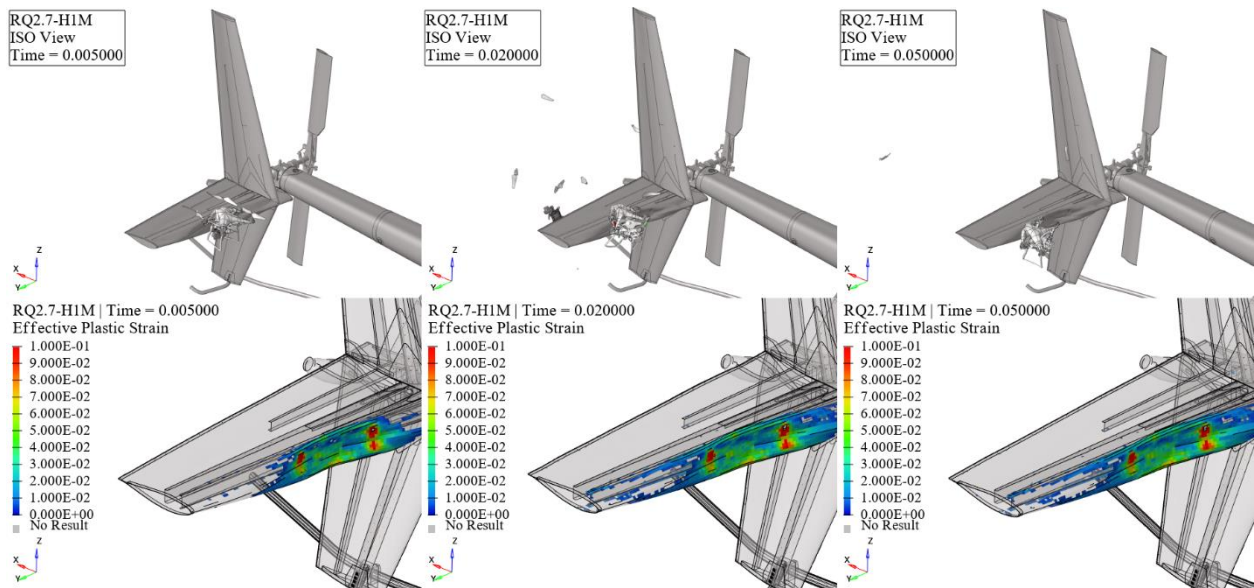 RQ2.7-H1M
ISO View
Time = 0.005000
Z
X
Y
RQ2.7-H1M
ISO View
Time = 0.020000
Z
X
Y
RQ2.7-H1M
ISO View
Time = 0.050000
Z
X
Y
RQ2.7-H1M | Time = 0.005000
Effective Plastic Strain
1.000E-01
9.000E-02
8.000E-02
7.000E-02
6.000E-02
5.000E-02
4.000E-02
3.000E-02
2.000E-02
1.000E-02
0.000E+00
No Result
Z
X
Y
RQ2.7-H1M | Time = 0.020000
Effective Plastic Strain
1.000E-01
9.000E-02
8.000E-02
7.000E-02
6.000E-02
5.000E-02
4.000E-02
3.000E-02
2.000E-02
1.000E-02
0.000E+00
No Result
Z
X
Y
RQ2.7-H1M | Time = 0.050000
Effective Plastic Strain
1.000E-01
9.000E-02
8.000E-02
7.000E-02
6.000E-02
5.000E-02
4.000E-02
3.000E-02
2.000E-02
1.000E-02
0.000E+00
No Result
Z
X
Y